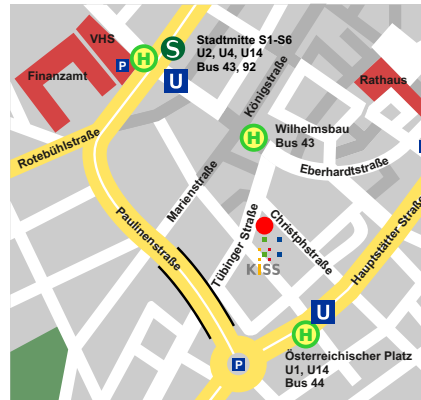 VHS
Stadtmitte S1-S6
U2, U4, U14
Bus 43, 92
H
S
P
U
Finanzamt
Rathaus
Königstraße
H
Wilhelmsbau
Bus 43
Rotebühlstraße
Eberhardtstraße
Marienstraße
Paulinenstraße
Tübinger Straße
Christphstraße
Hauptstätter Straße
KISS
U
H
Österreichischer Platz
U1, U14
Bus 44
P